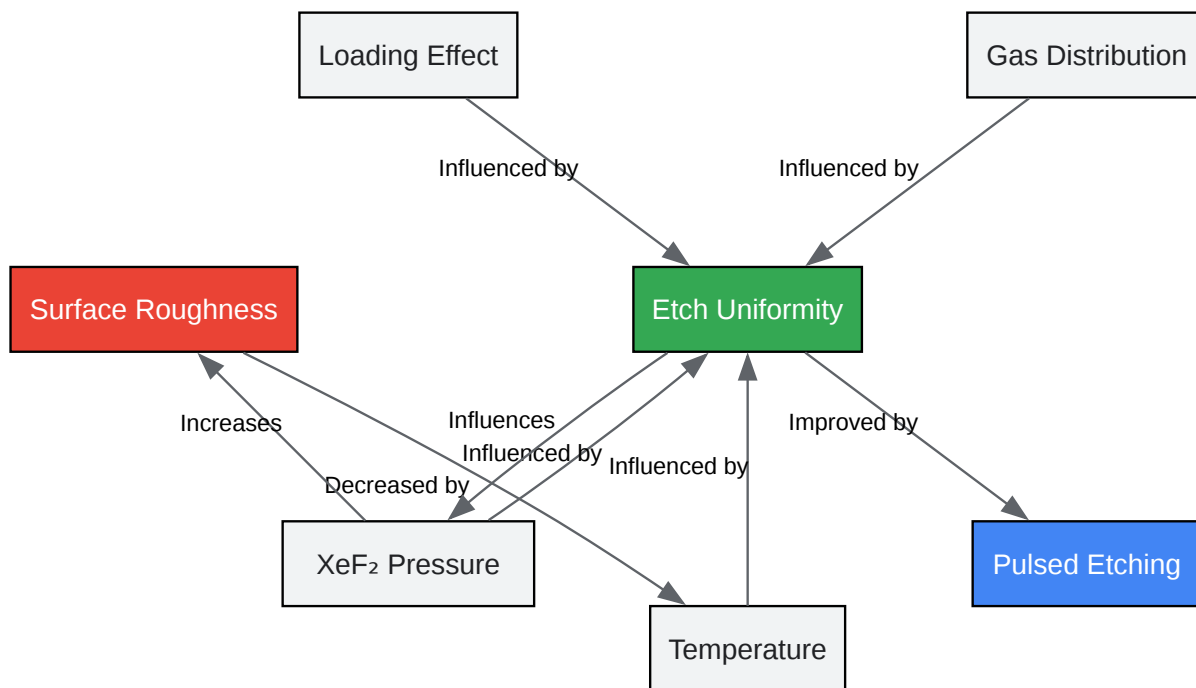 Loading Effect
Gas Distribution
Influenced by
Influenced by
Surface Roughness
Etch Uniformity
Increases
Influences
Improved by
Influenced by
Influenced by
Decreased by
XeF₂ Pressure
Pulsed Etching
Temperature